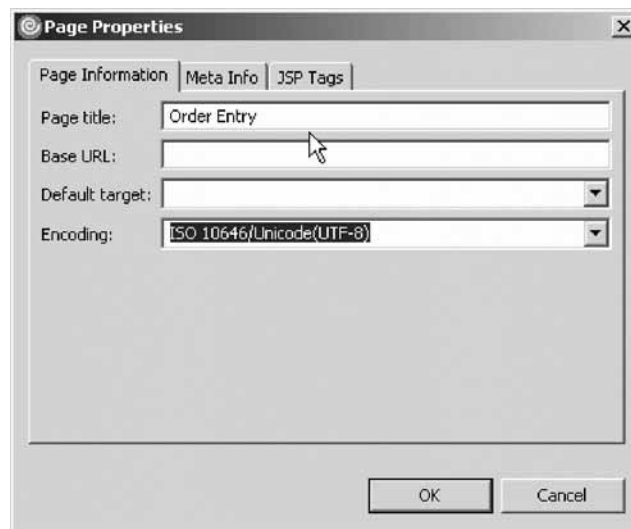 Page Properties
Page Information Meta Info JSP Tags
Page title: Order Entry
Base URL:
Default target:
Encoding: ISO 10646/Unicode(UTF-8)
OK Cancel